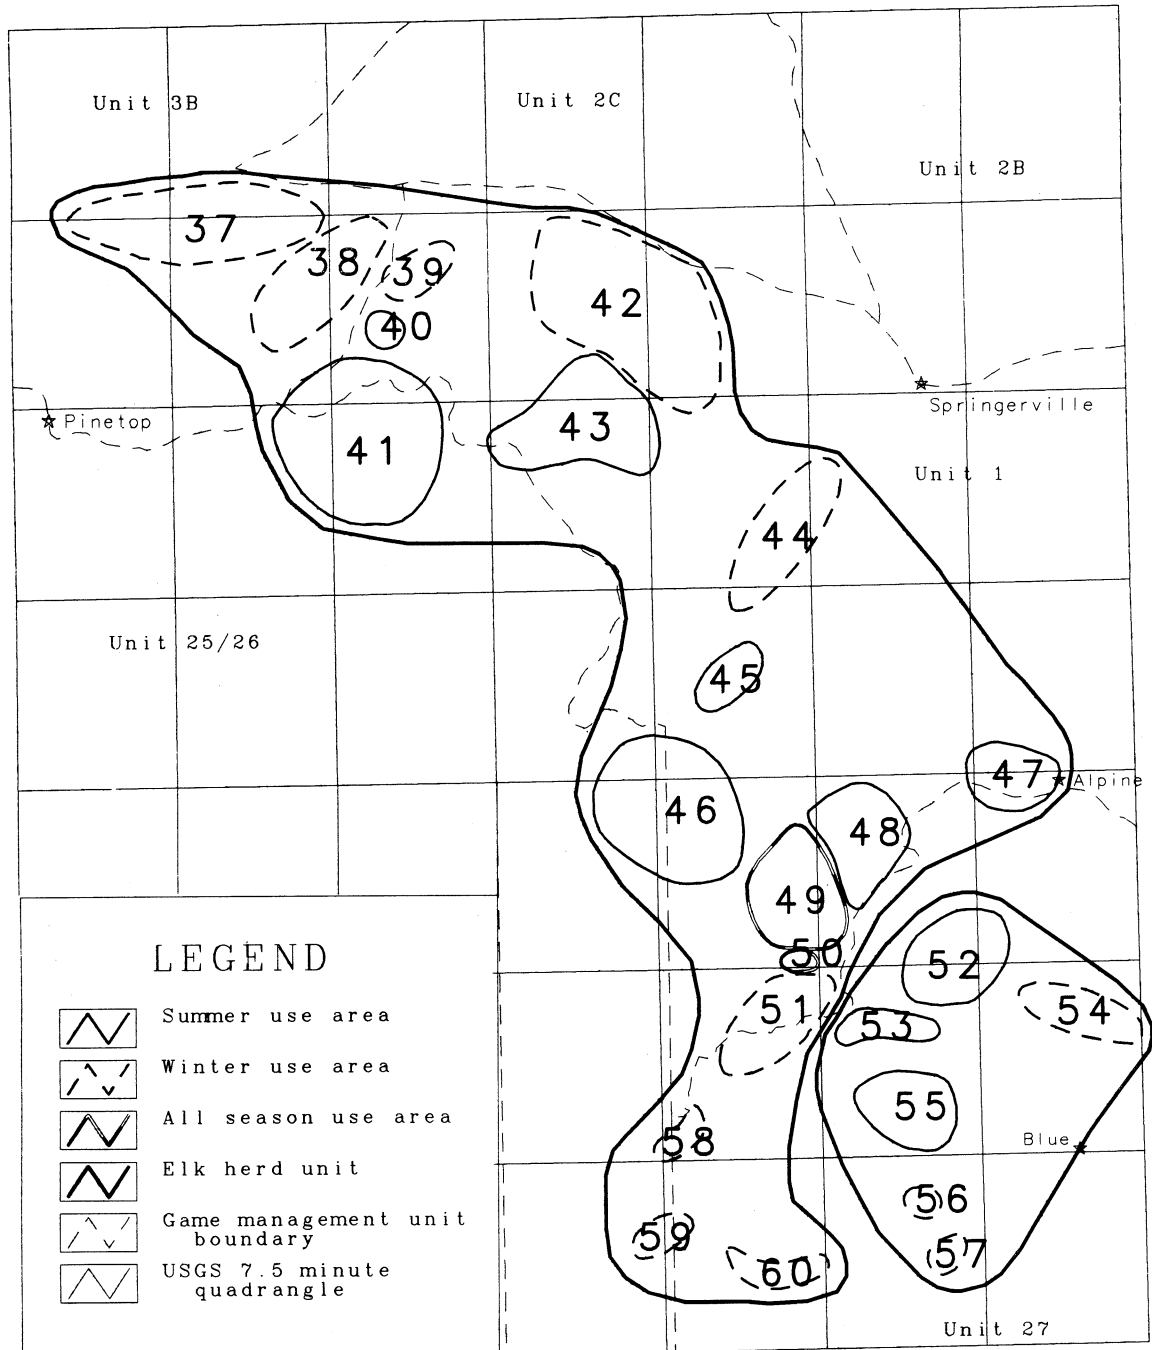 Unit 3B
Unit 2C
Unit 2B
37
38
39
40
42
Springerville
Pinetop
41
43
Unit 1
44
Unit 25/26
45
47
Alpine
46
48
49
50
52
51
53
54
55
Blue
58
56
59
57
60
Unit 27
LEGEND
Summer use area
Winter use area
All season use area
Elk herd unit
Game management unit
boundary
USGS 7.5 minute
quadrangle